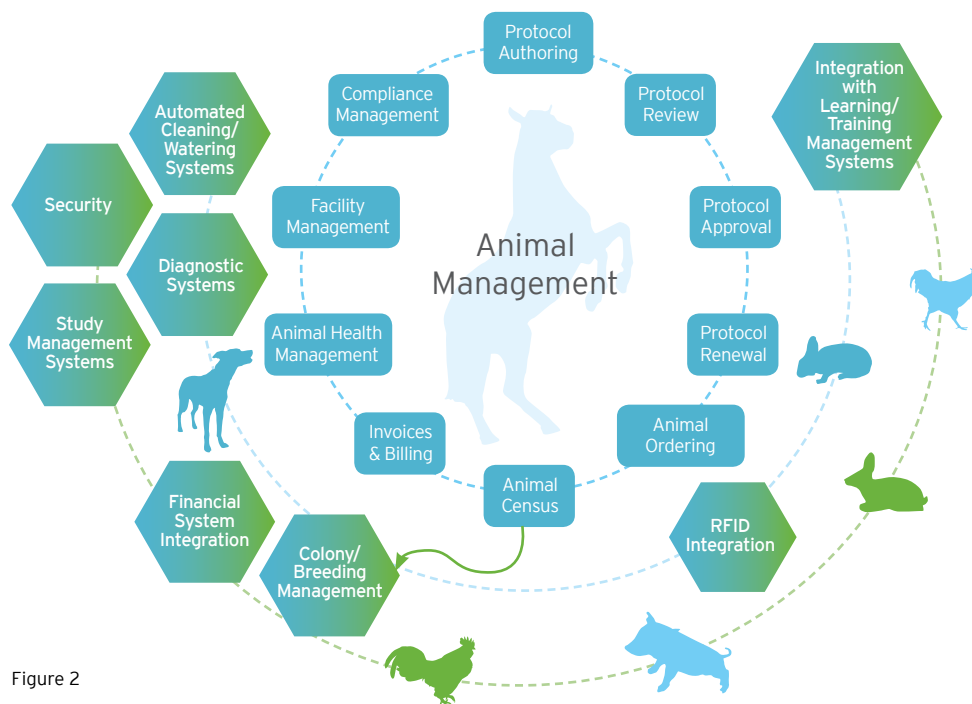 Protocol
Authoring
Compliance
Management
Protocol
Review
Integration
with
Learning/
Training
Management
Systems
Automated
Cleaning/
Watering
Systems
Security
Facility
Management
Protocol
Approval
Animal
Management
Diagnostic
Systems
Study
Management
Systems
Animal Health
Management
Protocol
Renewal
Invoices
& Billing
Animal
Ordering
Animal
Census
Financial
System
Integration
Colony/
Breeding
Management
RFID
Integration
Figure 2